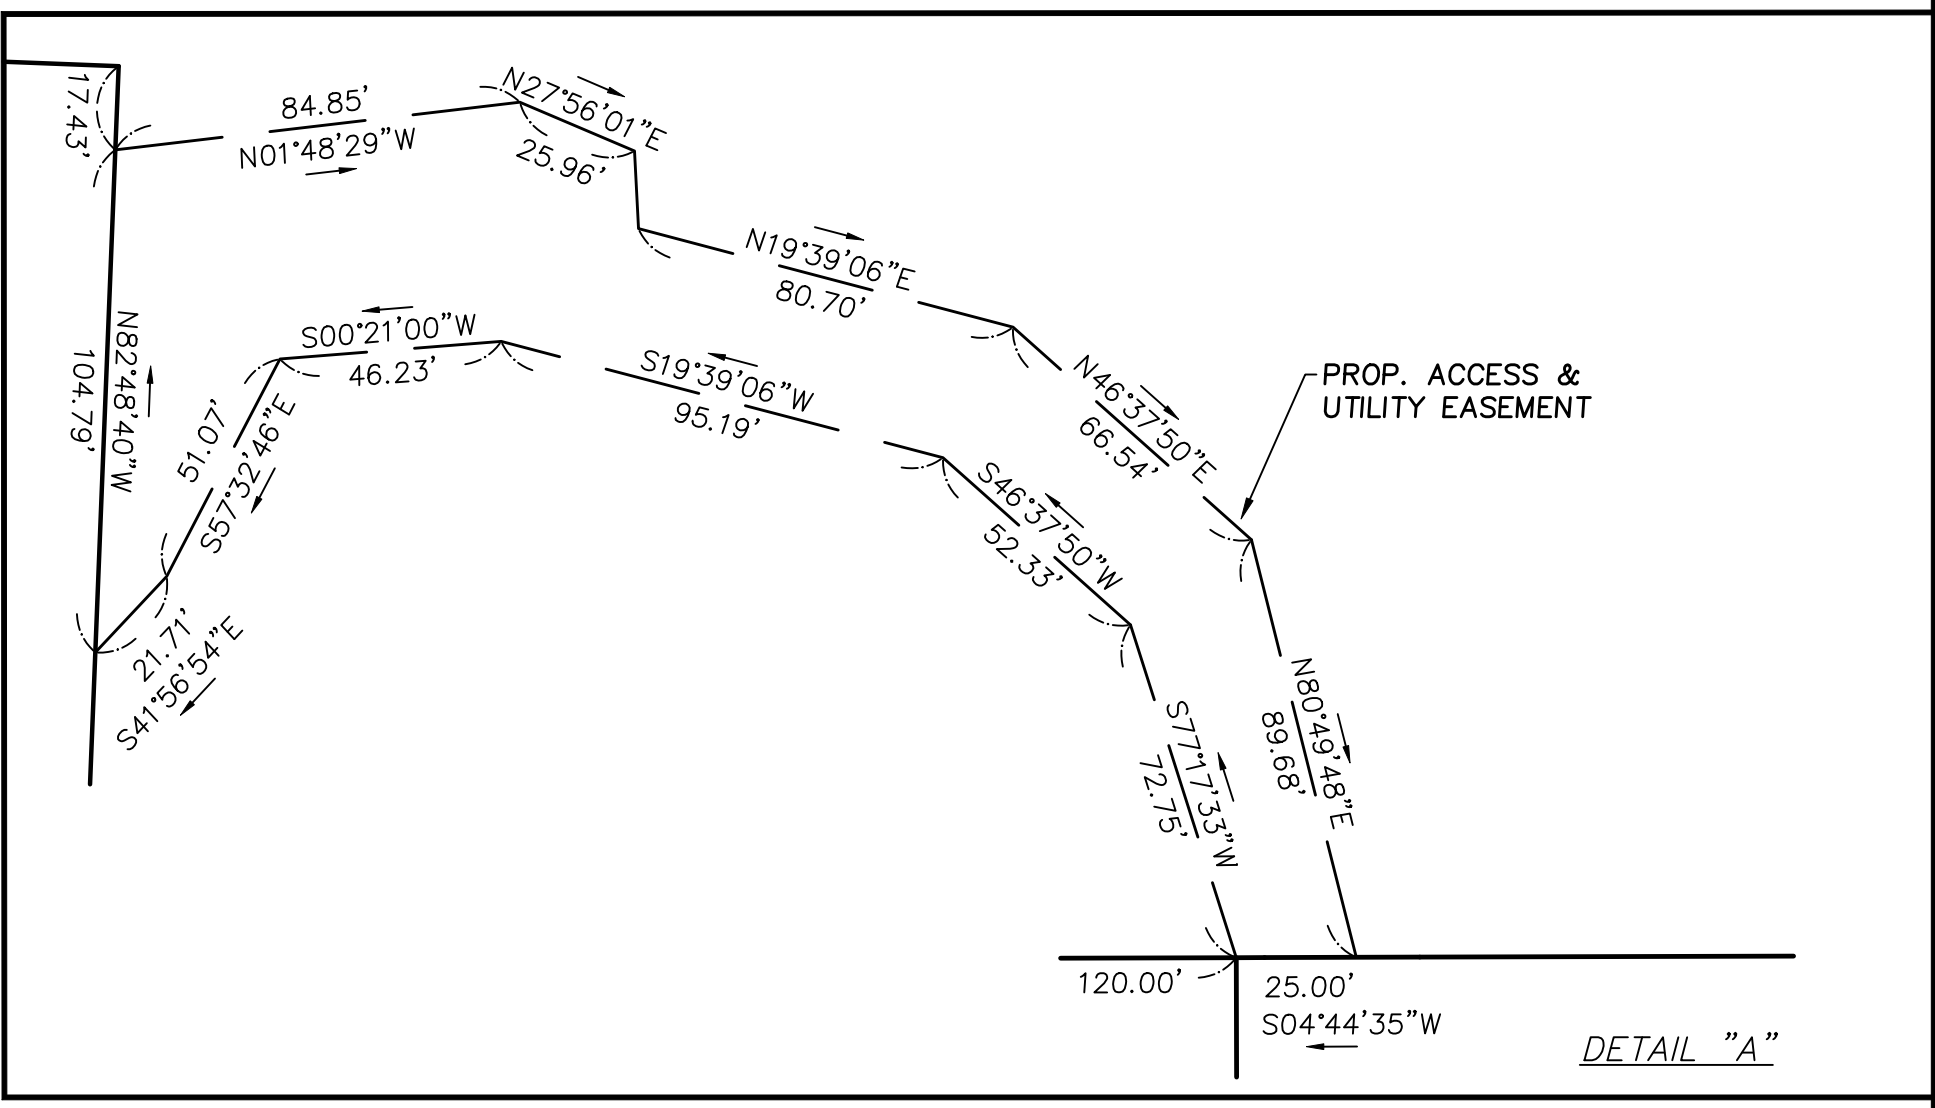 17.43'
84.85'
N01°48'29"W
N27°56'01"E
25.96'
N19°39'06"E
80.70'
N46°37'50"E
66.54'
PROP. ACCESS &
UTILITY EASEMENT
N80°49'48"E
89.68'
N82°48'40"W
104.79'
S00°21'00"W
46.23'
S19°39'06"W
95.19'
S46°37'50"W
52.33'
S77°17'33"W
72.75'
51.07'
S57°32'46"E
21.71'
S41°56'54"E
120.00'
25.00'
S04°44'35"W
DETAIL "A"